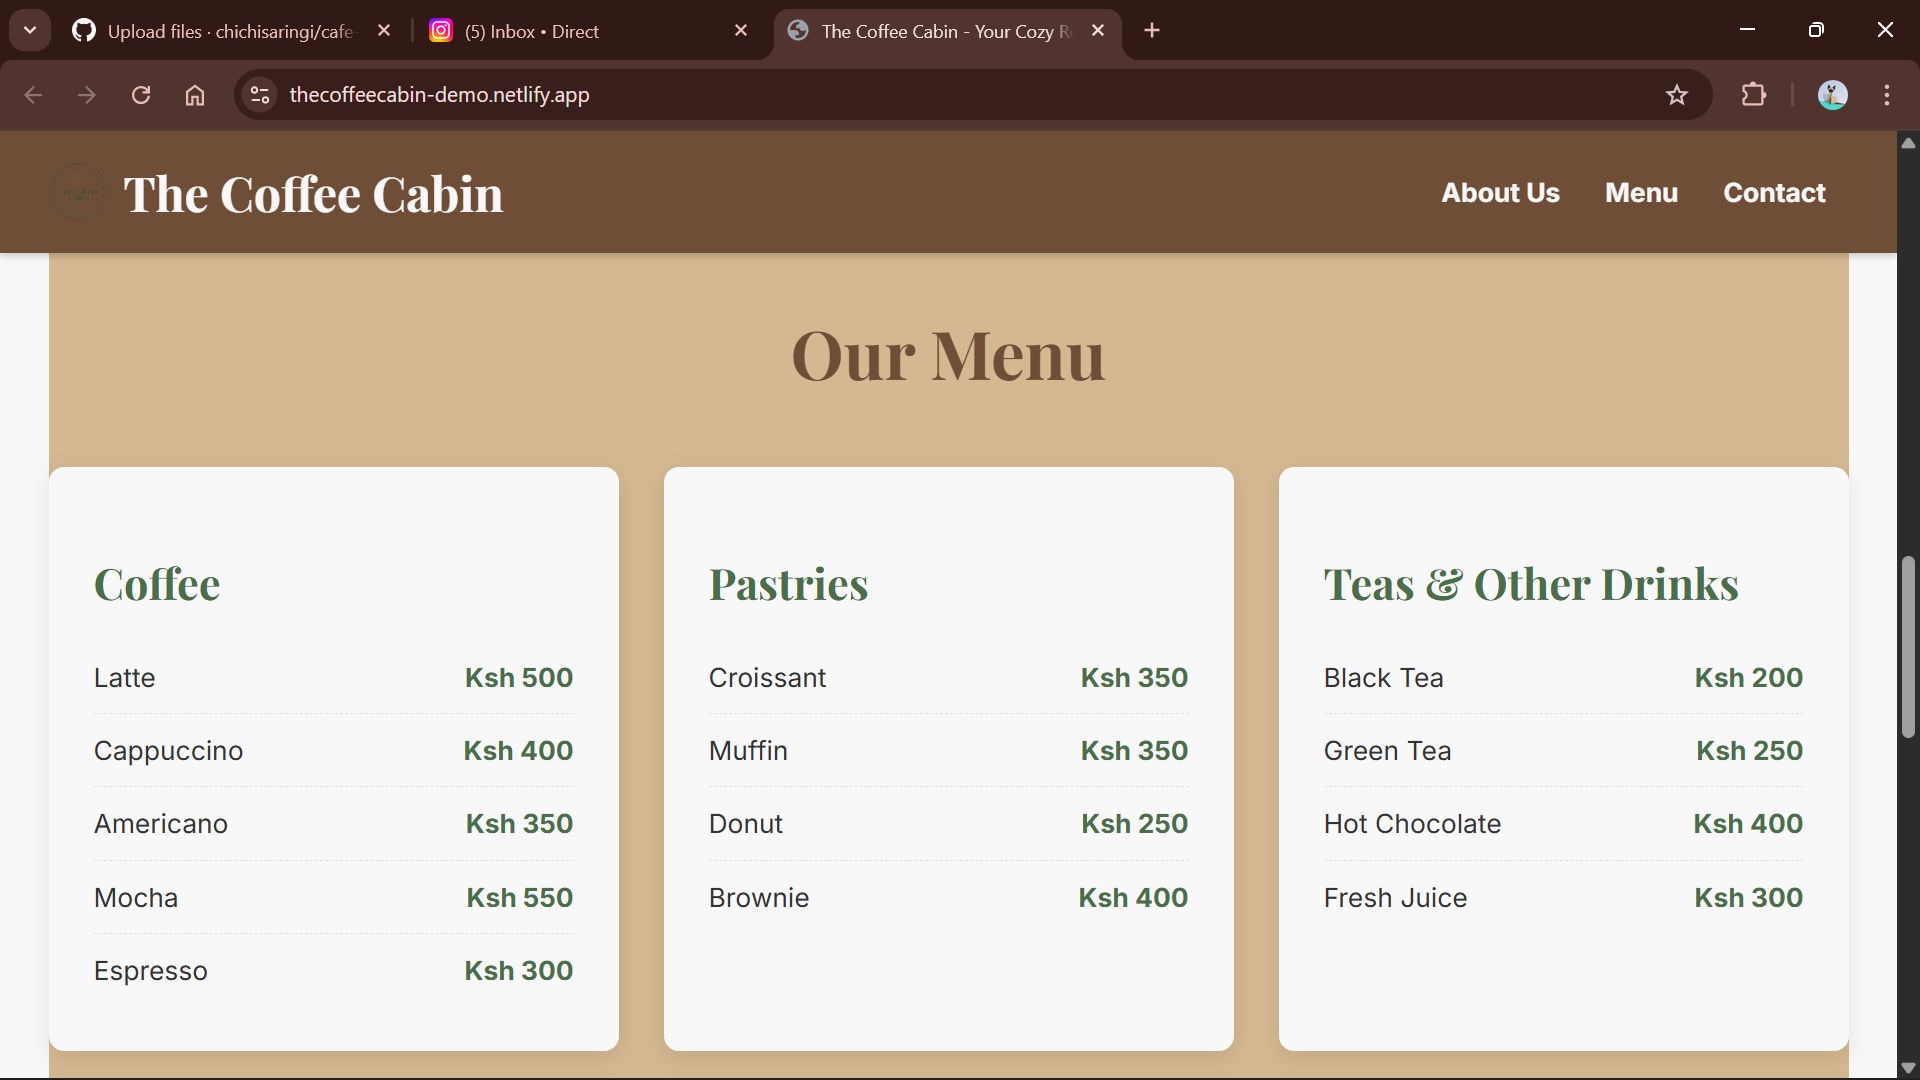 Upload files · chichisaringi/cafe-
(5) Inbox • Direct
The Coffee Cabin - Your Cozy R
thecoffeecabin-demo.netlify.app
The Coffee Cabin
About Us
Menu
Contact
Our Menu
Coffee
Latte Ksh 500
Cappuccino Ksh 400
Americano Ksh 350
Mocha Ksh 550
Espresso Ksh 300
Pastries
Croissant Ksh 350
Muffin Ksh 350
Donut Ksh 250
Brownie Ksh 400
Teas & Other Drinks
Black Tea Ksh 200
Green Tea Ksh 250
Hot Chocolate Ksh 400
Fresh Juice Ksh 300